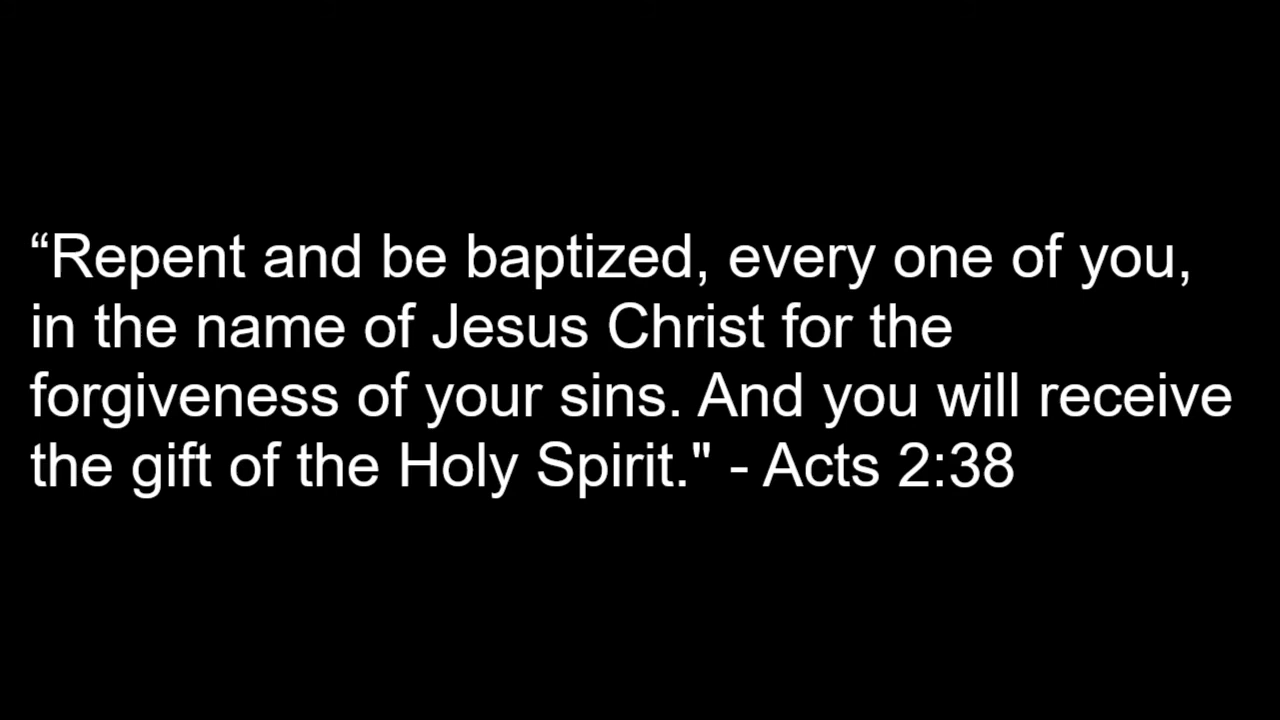 “Repent and be baptized, every one of you,
in the name of Jesus Christ for the
forgiveness of your sins. And you will receive
the gift of the Holy Spirit." - Acts 2:38